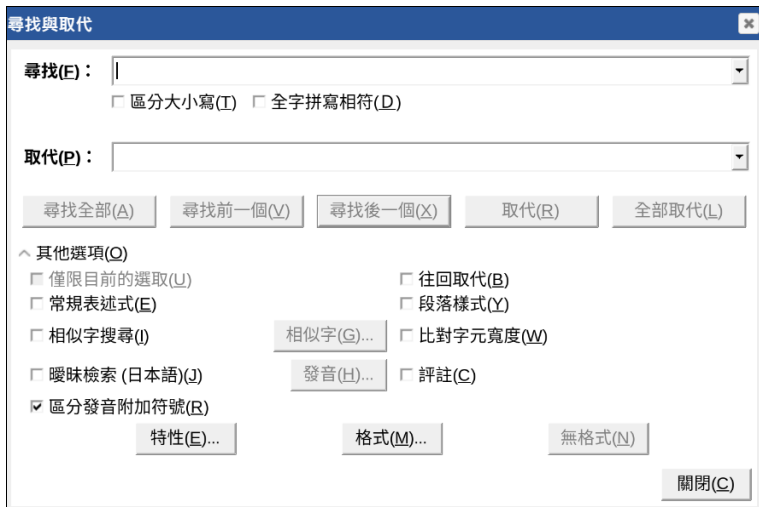 尋找與取代
尋找(F)：
區分大小寫(T) 全字拼寫相符(D)
取代(P)：
尋找全部(A) 尋找前一個(V) 尋找後一個(X) 取代(R) 全部取代(L)
其他選項(O)
僅限目前的選取(U) 往回取代(B)
常規表述式(E) 段落樣式(Y)
相似字搜尋(I) 相似字(G)... 比對字元寬度(W)
曖昧檢索 (日本語)(J) 發音(H)... 評註(C)
區分發音附加符號(R)
特性(E)... 格式(M)... 無格式(N)
關閉(C)